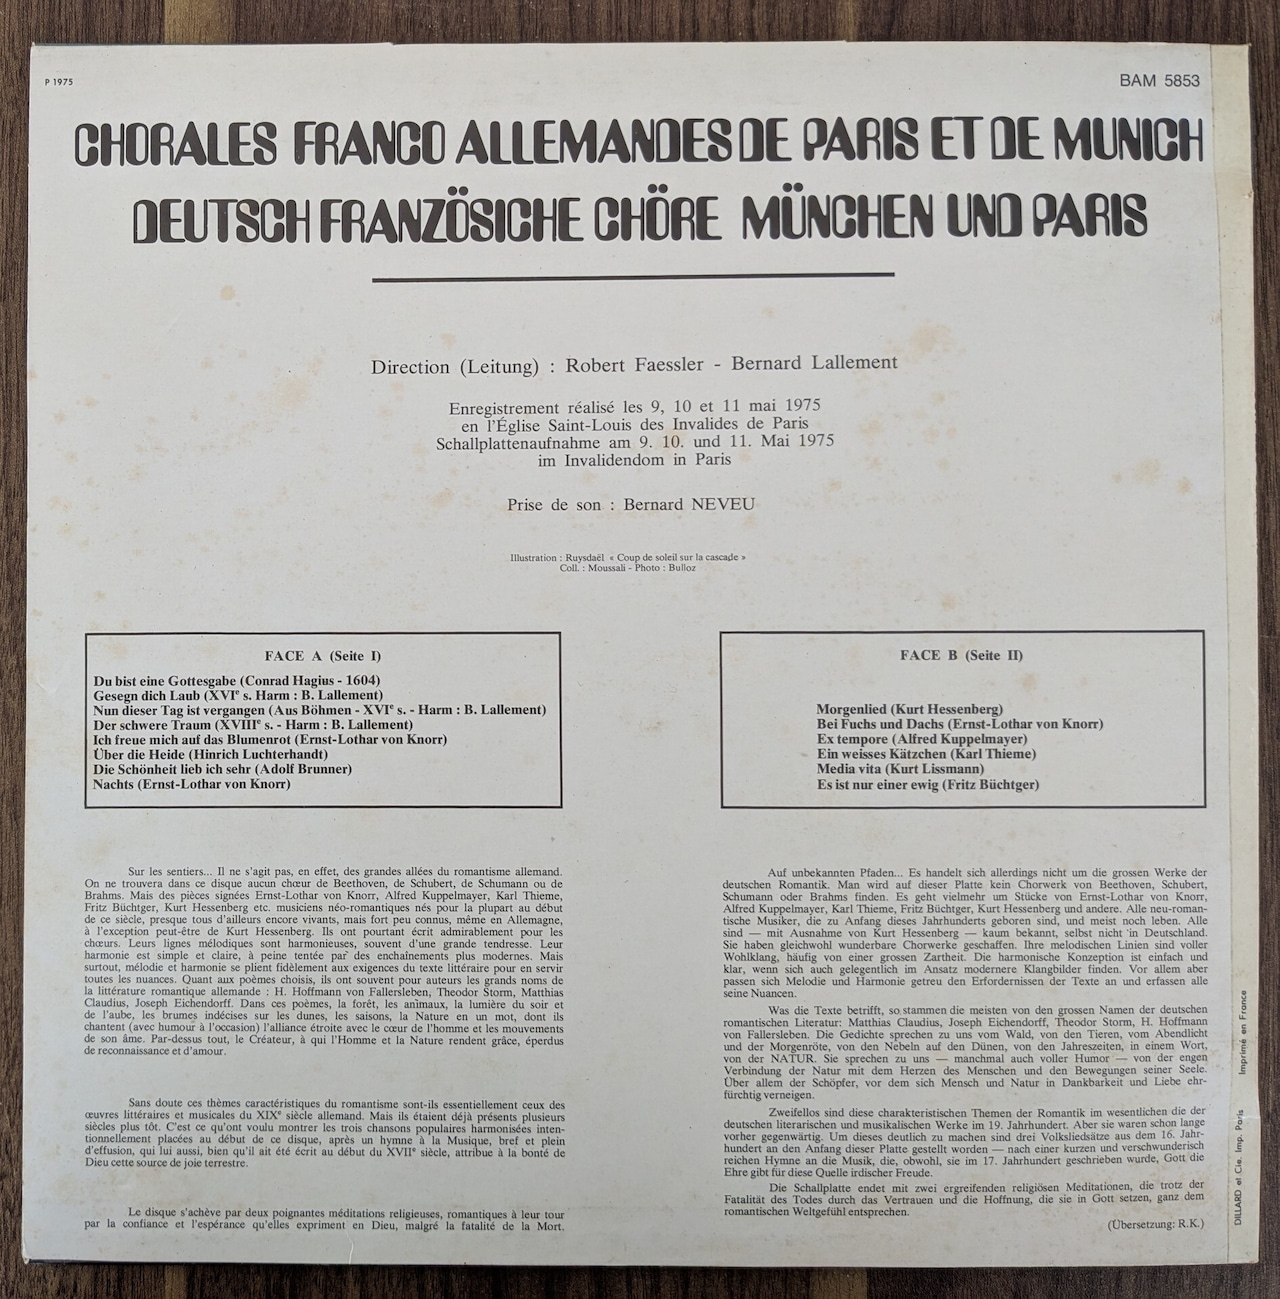 P 1975
BAM 5853
CHORALES FRANCO ALLEMANDES DE PARIS ET DE MUNICH
DEUTSCH FRANZÖSICHE CHÖRE MÜNCHEN UND PARIS
Direction (Leitung) : Robert Faessler - Bernard Lallement
Enregistrement réalisé les 9, 10 et 11 mai 1975
en l'Église Saint-Louis des Invalides de Paris
Schallplattenaufnahme am 9. 10. und 11. Mai 1975
im Invalidendom in Paris
Prise de son : Bernard NEVEU
Illustration : Ruysdaël « Coup de soleil sur la cascade »
Coll. : Moussali - Photo : Bulloz
FACE A (Seite I)
Du bist eine Gottesgabe (Conrad Hagius - 1604)
Gesegn dich Laub (XVIe s. Harm : B. Lallement)
Nun dieser Tag ist vergangen (Aus Böhmen - XVIe s. - Harm : B. Lallement)
Der schwere Traum (XVIIIe s. - Harm : B. Lallement)
Ich freue mich auf das Blumenrot (Ernst-Lothar von Knorr)
Über die Heide (Hinrich Luchterhandt)
Die Schönheit lieb ich sehr (Adolf Brunner)
Nachts (Ernst-Lothar von Knorr)
FACE B (Seite II)
Morgenlied (Kurt Hessenberg)
Bei Fuchs und Dachs (Ernst-Lothar von Knorr)
Ex tempore (Alfred Kuppelmayer)
Ein weisses Kätzchen (Karl Thieme)
Media vita (Kurt Lissmann)
Es ist nur einer ewig (Fritz Büchtger)
Sur les sentiers... Il ne s'agit pas, en effet, des grandes allées du romantisme allemand.
On ne trouvera dans ce disque aucun chœur de Beethoven, de Schubert, de Schumann ou de
Brahms. Mais des pièces signées Ernst-Lothar von Knorr, Alfred Kuppelmayer, Karl Thieme,
Fritz Büchtger, Kurt Hessenberg etc. musiciens néo-romantiques nés pour la plupart au début
de ce siècle, presque tous d'ailleurs encore vivants, mais fort peu connus, même en Allemagne,
à l'exception peut-être de Kurt Hessenberg. Ils ont pourtant écrit admirablement pour les
chœurs. Leurs lignes mélodiques sont harmonieuses, souvent d'une grande tendresse. Leur
harmonie est simple et claire, à peine tentée par des enchaînements plus modernes. Mais
surtout, mélodie et harmonie se plient fidèlement aux exigences du texte littéraire pour en servir
toutes les nuances. Quant aux poèmes choisis, ils ont souvent pour auteurs les grands noms de
la littérature romantique allemande : H. Hoffmann von Fallersleben, Theodor Storm, Matthias
Claudius, Joseph Eichendorff. Dans ces poèmes, la forêt, les animaux, la lumière du soir et
de l'aube, les brumes indécises sur les dunes, les saisons, la Nature en un mot, dont ils
chantent (avec humour à l'occasion) l'alliance étroite avec le cœur de l'homme et les mouvements
de son âme. Par-dessus tout, le Créateur, à qui l'Homme et la Nature rendent grâce, éperdus
de reconnaissance et d'amour.
Sans doute ces thèmes caractéristiques du romantisme sont-ils essentiellement ceux des
œuvres littéraires et musicales du XIXe siècle allemand. Mais ils étaient déjà présents plusieurs
siècles plus tôt. C'est ce qu'ont voulu montrer les trois chansons populaires harmonisées inten-
tionnellement placées au début de ce disque, après un hymne à la Musique, bref et plein
d'effusion, qui lui aussi, bien qu'il ait été écrit au début du XVIIe siècle, attribue à la bonté de
Dieu cette source de joie terrestre.
Le disque s'achève par deux poignantes méditations religieuses, romantiques à leur tour
par la confiance et l'espérance qu'elles expriment en Dieu, malgré la fatalité de la Mort.
Auf unbekannten Pfaden... Es handelt sich allerdings nicht um die grossen Werke der
deutschen Romantik. Man wird auf dieser Platte kein Chorwerk von Beethoven, Schubert,
Schumann oder Brahms finden. Es geht vielmehr um Stücke von Ernst-Lothar von Knorr,
Alfred Kuppelmayer, Karl Thieme, Fritz Büchtger, Kurt Hessenberg und andere. Alle neu-roman-
tische Musiker, die zu Anfang dieses Jahrhunderts geboren sind, und meist noch leben. Alle
sind — mit Ausnahme von Kurt Hessenberg — kaum bekannt, selbst nicht in Deutschland.
Sie haben gleichwohl wunderbare Chorwerke geschaffen. Ihre melodischen Linien sind voller
Wohlklang, häufig von einer grossen Zartheit. Die harmonische Konzeption ist einfach und
klar, wenn sich auch gelegentlich im Ansatz modernere Klangbilder finden. Vor allem aber
passen sich Melodie und Harmonie getreu den Erfordernissen der Texte an und erfassen alle
seine Nuancen.
Was die Texte betrifft, so stammen die meisten von den grossen Namen der deutschen
romantischen Literatur: Matthias Claudius, Joseph Eichendorff, Theodor Storm, H. Hoffmann
von Fallersleben. Die Gedichte sprechen zu uns vom Wald, von den Tieren, vom Abendlicht
und der Morgenröte, von den Nebeln auf den Dünen, von den Jahreszeiten, in einem Wort,
von der NATUR. Sie sprechen zu uns — manchmal auch voller Humor — von der engen
Verbindung der Natur mit dem Herzen des Menschen und den Bewegungen seiner Seele.
Über allem der Schöpfer, vor dem sich Mensch und Natur in Dankbarkeit und Liebe ehr-
fürchtig verneigen.
Zweifellos sind diese charakteristischen Themen der Romantik im wesentlichen die der
deutschen literarischen und musikalischen Werke im 19. Jahrhundert. Aber sie waren schon lange
vorher gegenwärtig. Um dieses deutlich zu machen sind drei Volksliedsätze aus dem 16. Jahr-
hundert an den Anfang dieser Platte gestellt worden — nach einer kurzen und verschwunderisch
reichen Hymne an die Musik, die, obwohl, sie im 17. Jahrhundert geschrieben wurde, Gott die
Ehre gibt für diese Quelle irdischer Freude.
Die Schallplatte endet mit zwei ergreifenden religiösen Meditationen, die trotz der
Fatalität des Todes durch das Vertrauen und die Hoffnung, die sie in Gott setzen, ganz dem
romantischen Weltgefühl entsprechen.
(Übersetzung: R.K.)
DILLARD et Cie. Imp. Paris Imprimé en France